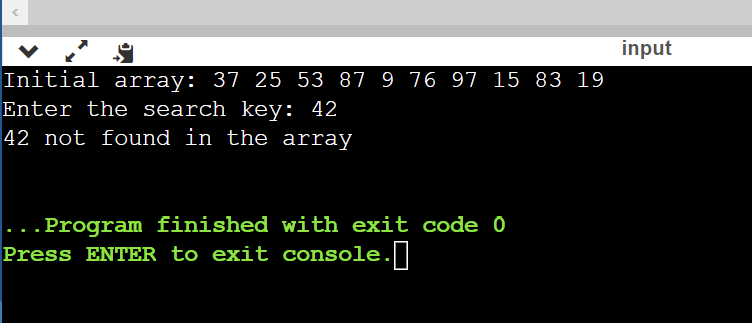 input
Initial array: 37 25 53 87 9 76 97 15 83 19
Enter the search key: 42
42 not found in the array
...Program finished with exit code 0
Press ENTER to exit console.